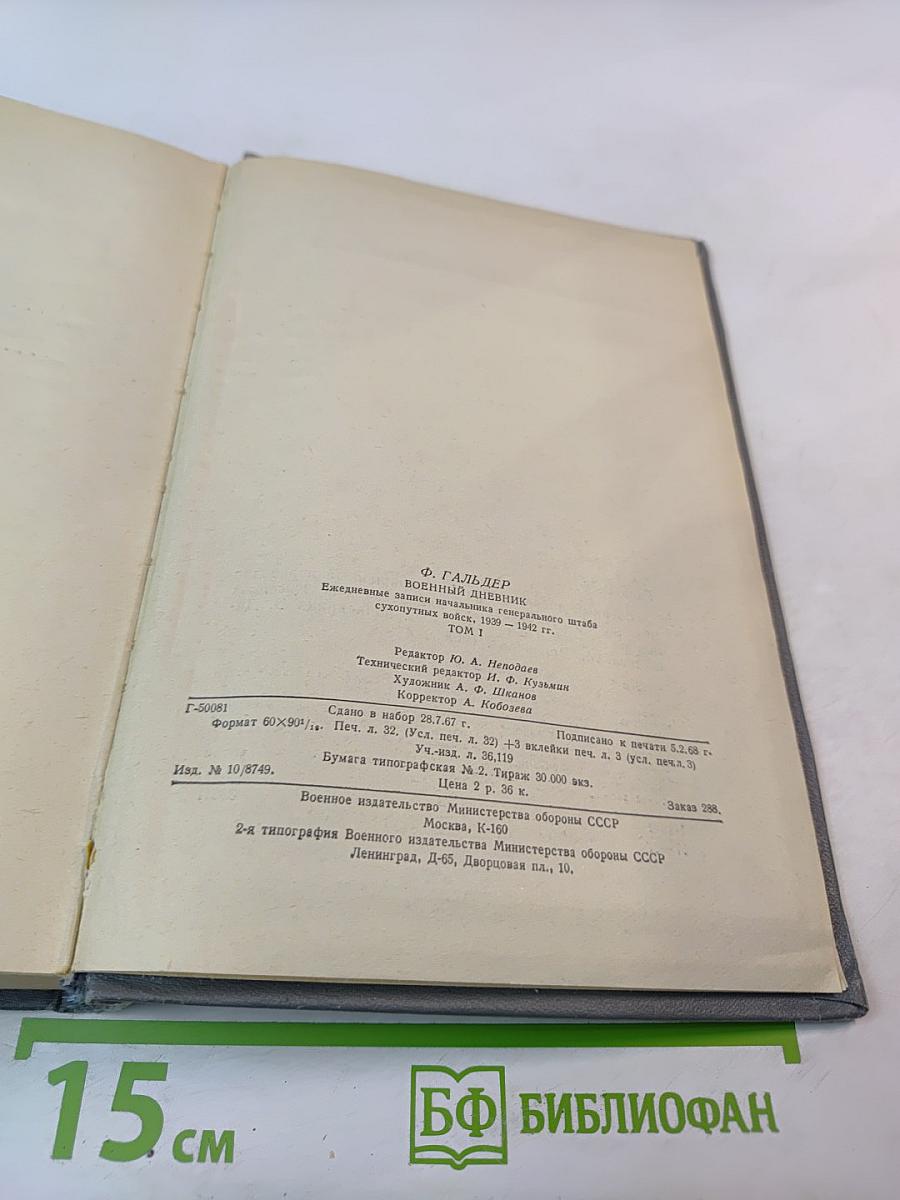 Ф. ГАЛЬДЕР
ВОЕННЫЙ ДНЕВНИК
Ежедневные записи начальника генерального штаба
сухопутных войск, 1939 — 1942 гг.
ТОМ I
Редактор Ю. А. Неподаев
Технический редактор И. Ф. Кузьмин
Художник А. Ф. Шканов
Корректор А. Кобозева
Г-50081 Сдано в набор 28.7.67 г. Подписано к печати 5.2.68 г.
Формат 60×90¹/₁₆. Печ. л. 32. (Усл. печ. л. 32) +3 вклейки печ. л. 3 (усл. печ.л. 3)
Уч.-изд. л. 36,119
Бумага типографская № 2. Тираж 30.000 экз.
Изд. № 10/8749. Цена 2 р. 36 к. Заказ 288.
Военное издательство Министерства обороны СССР
Москва, К-160
2-я типография Военного издательства Министерства обороны СССР
Ленинград, Д-65, Дворцовая пл., 10.
15 см
БФ БИБЛИОФАН